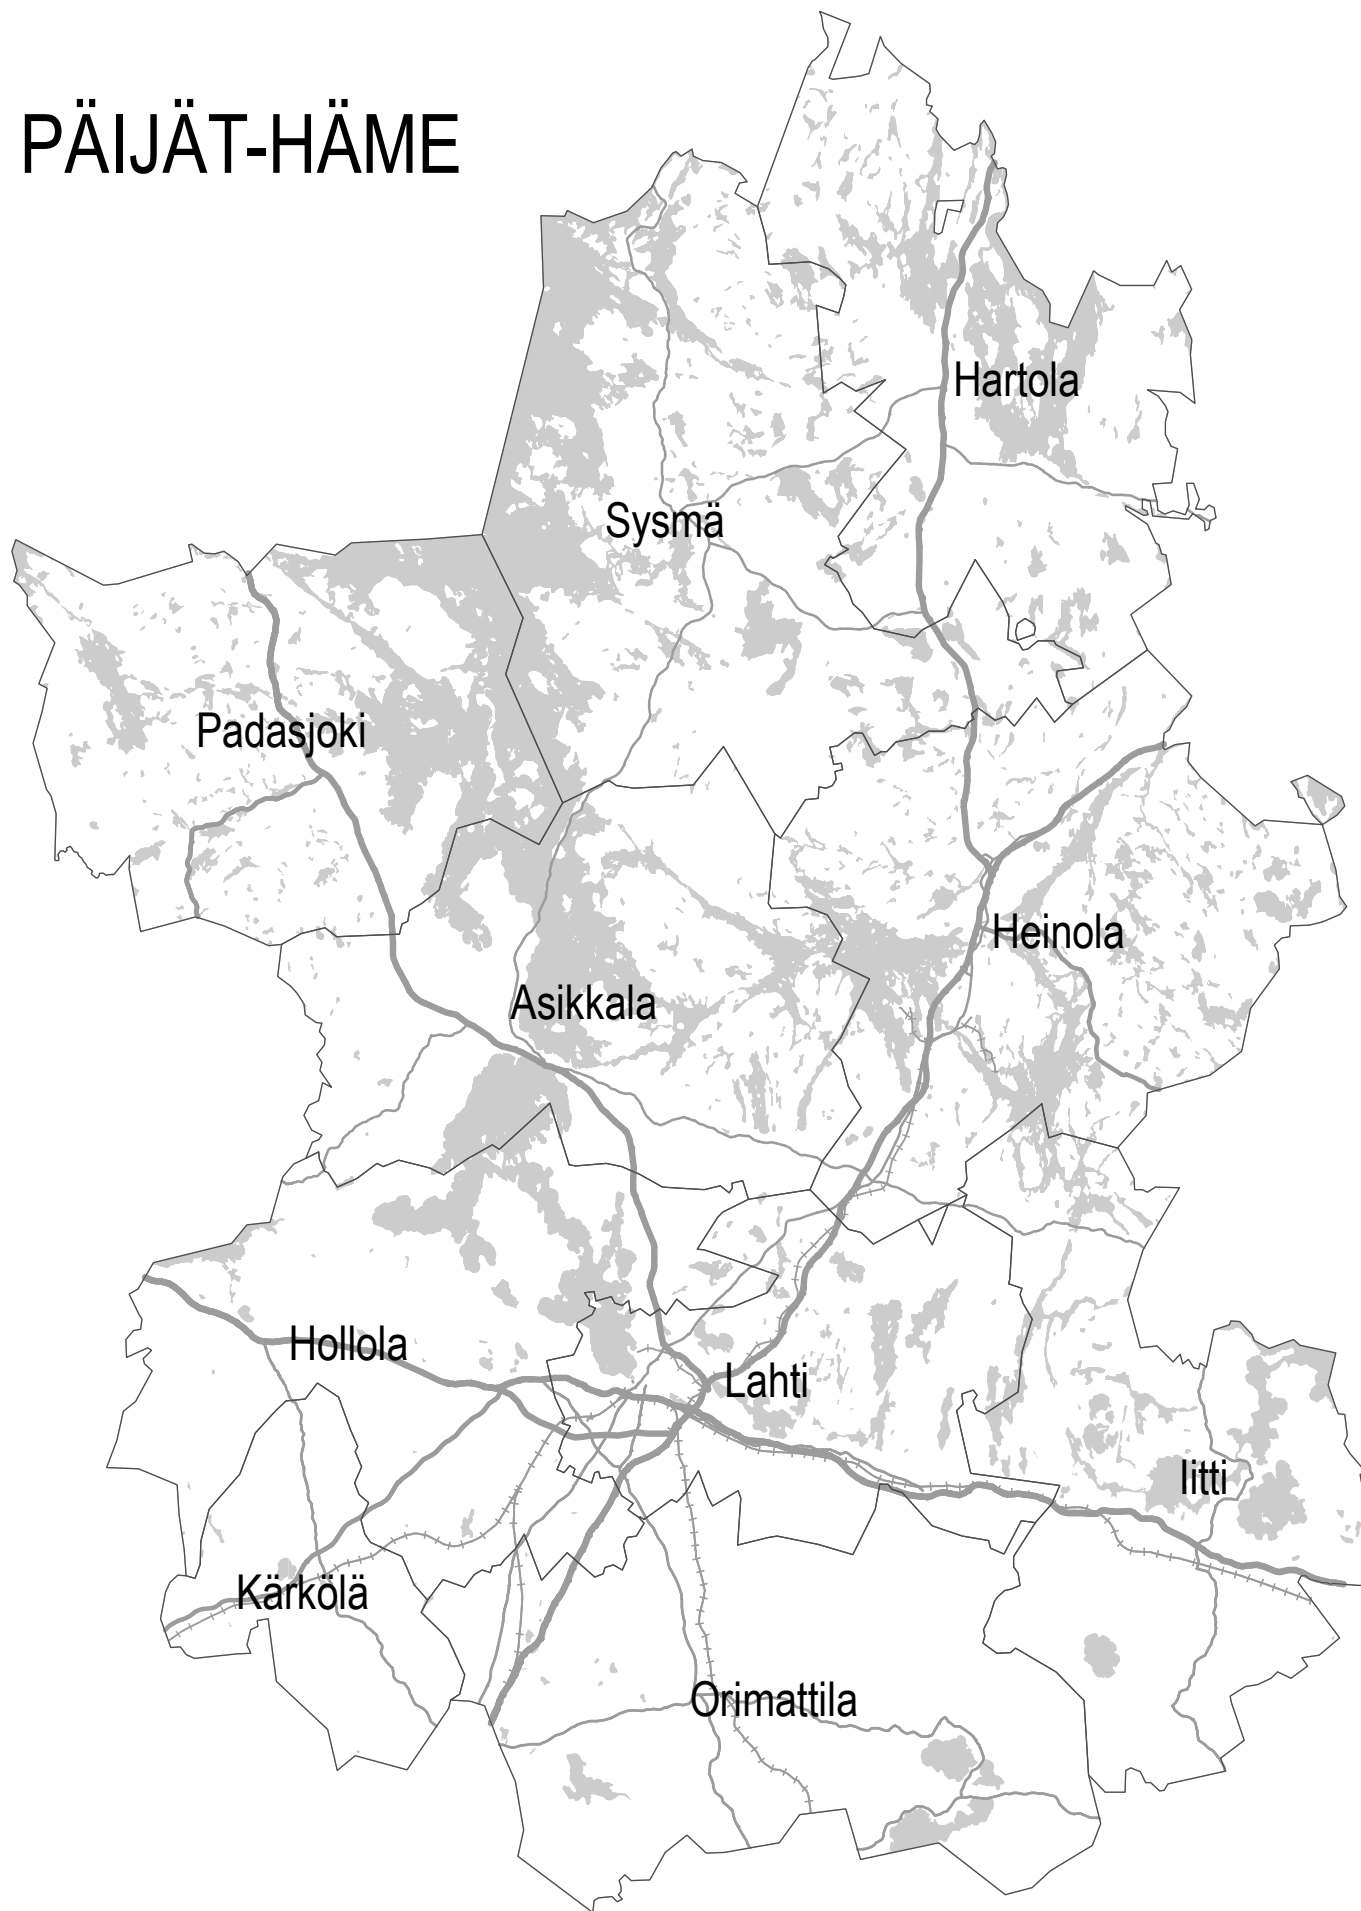 PÄIJÄT-HÄME
Hartola
Sysmä
Padasjoki
Heinola
Asikkala
Hollola
Lahti
Iitti
Kärkölä
Orimattila